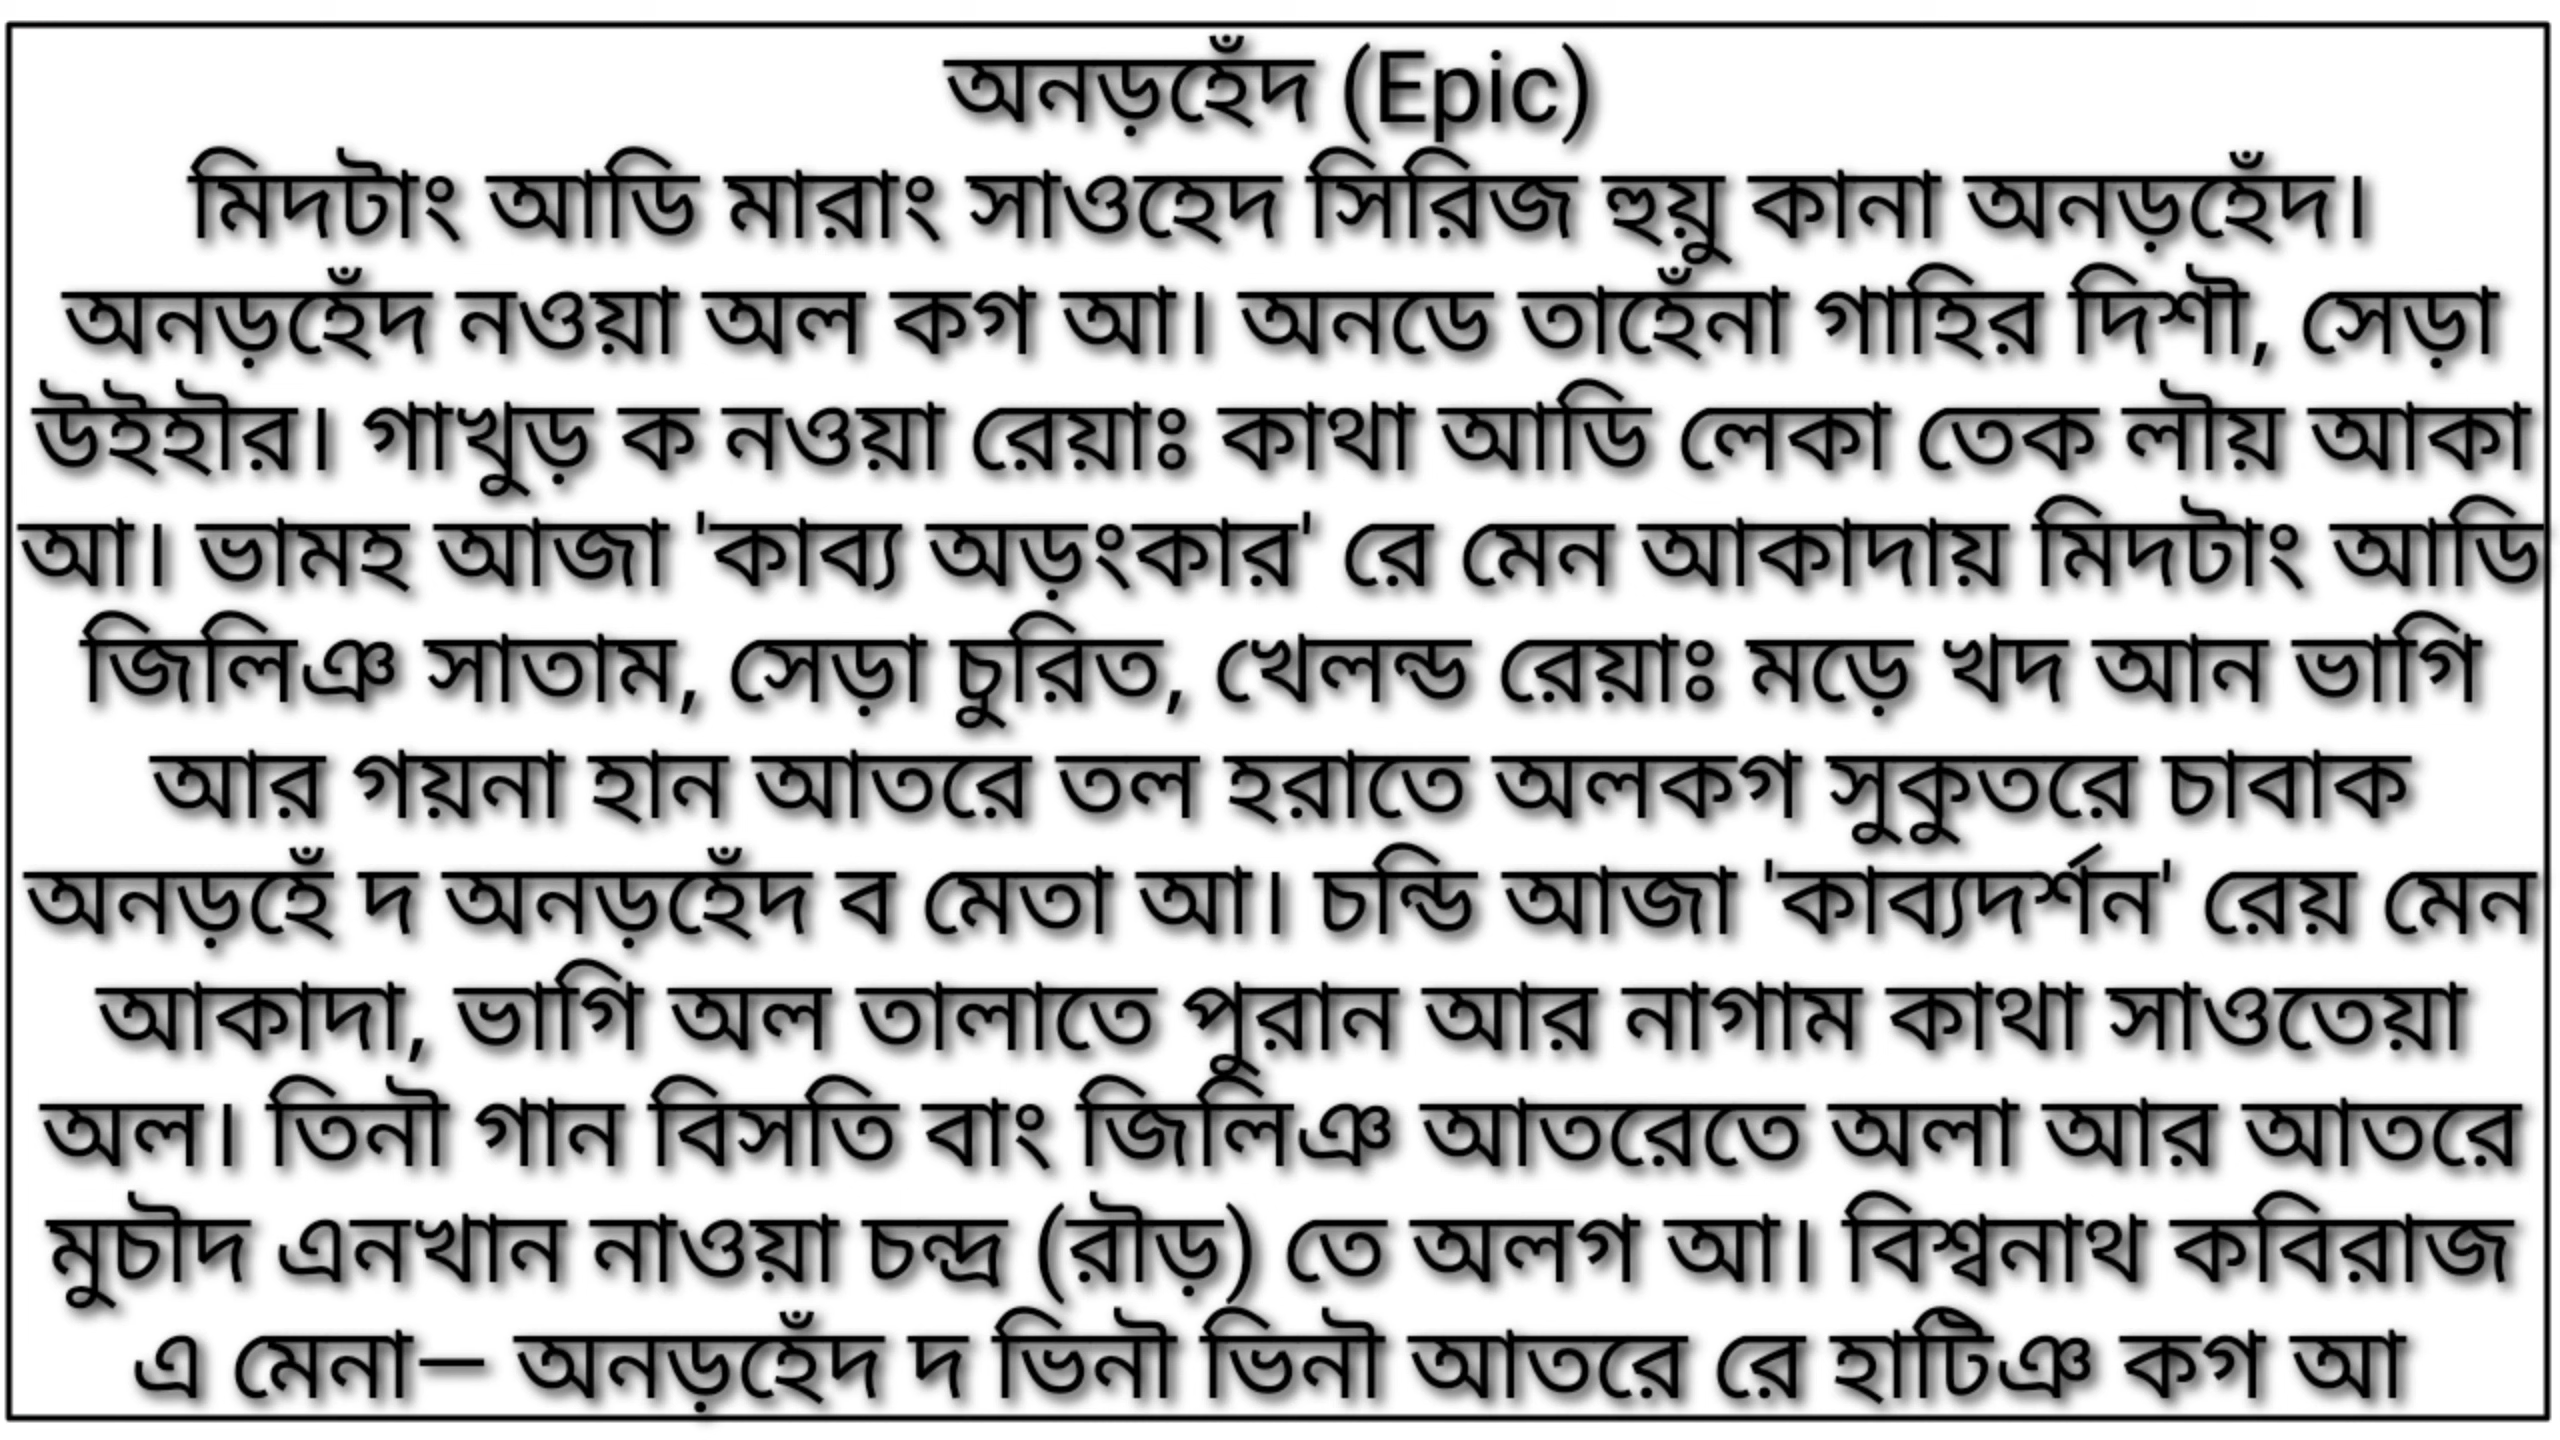 অনড়হেঁদ (Epic)
মিদটাং আডি মারাং সাওহেদ সিরিজ হুয়ু কানা অনড়হেঁদ।
অনড়হেঁদ নওয়া অল কগ আ। অনডে তাহেঁনা গাহির দিশী, সেড়া
উইহীর। গাখুড় ক নওয়া রেয়াঃ কাথা আডি লেকা তেক লীয় আকা
আ। ভামহ আজা 'কাব্য অড়ংকার' রে মেন আকাদায় মিদটাং আডি
জিলিঞ সাতাম, সেড়া চুরিত, খেলন্ড রেয়াঃ মড়ে খদ আন ভাগি
আর গয়না হান আতরে তল হরাতে অলকগ সুকুতরে চাবাক
অনড়হেঁ দ অনড়হেঁদ ব মেতা আ। চন্ডি আজা 'কাব্যদর্শন' রেয় মেন
আকাদা, ভাগি অল তালাতে পুরান আর নাগাম কাথা সাওতেয়া
অল। তিনী গান বিসতি বাং জিলিঞ আতরেতে অলা আর আতরে
মুচীদ এনখান নাওয়া চন্দ্র (রীড়) তে অলগ আ। বিশ্বনাথ কবিরাজ
এ মেনা— অনড়হেঁদ দ ভিনী ভিনী আতরে রে হাটিঞ কগ আ